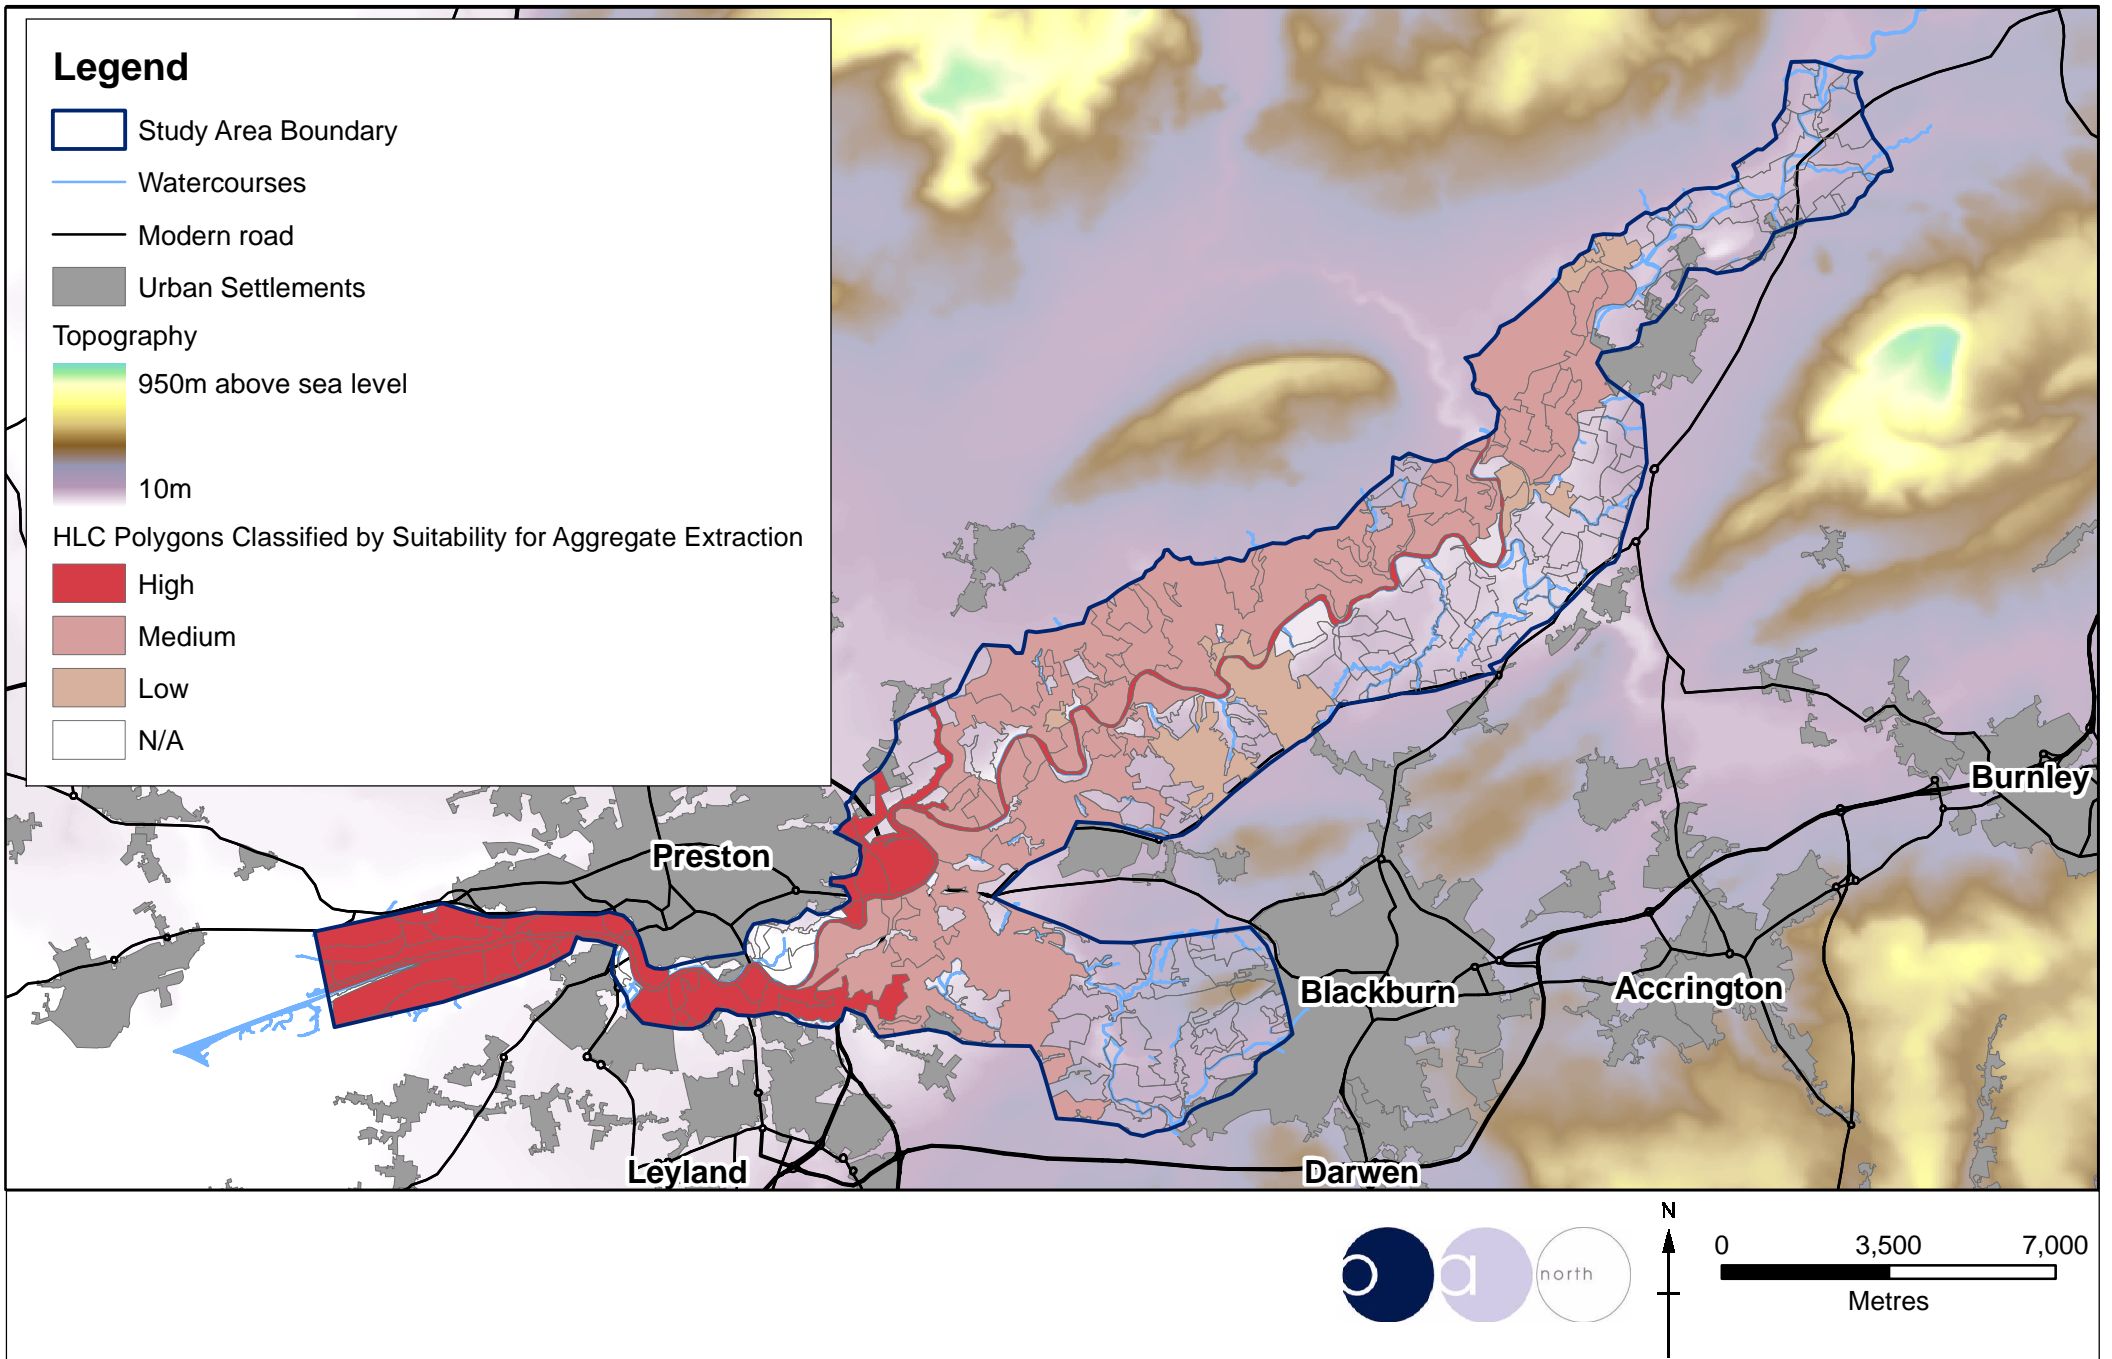 Legend
Study Area Boundary
Watercourses
Modern road
Urban Settlements
Topography
950m above sea level
10m
HLC Polygons Classified by Suitability for Aggregate Extraction
High
Medium
Low
N/A
Preston
Burnley
Blackburn
Accrington
Leyland
Darwen
oa north
N
0 3,500 7,000
Metres